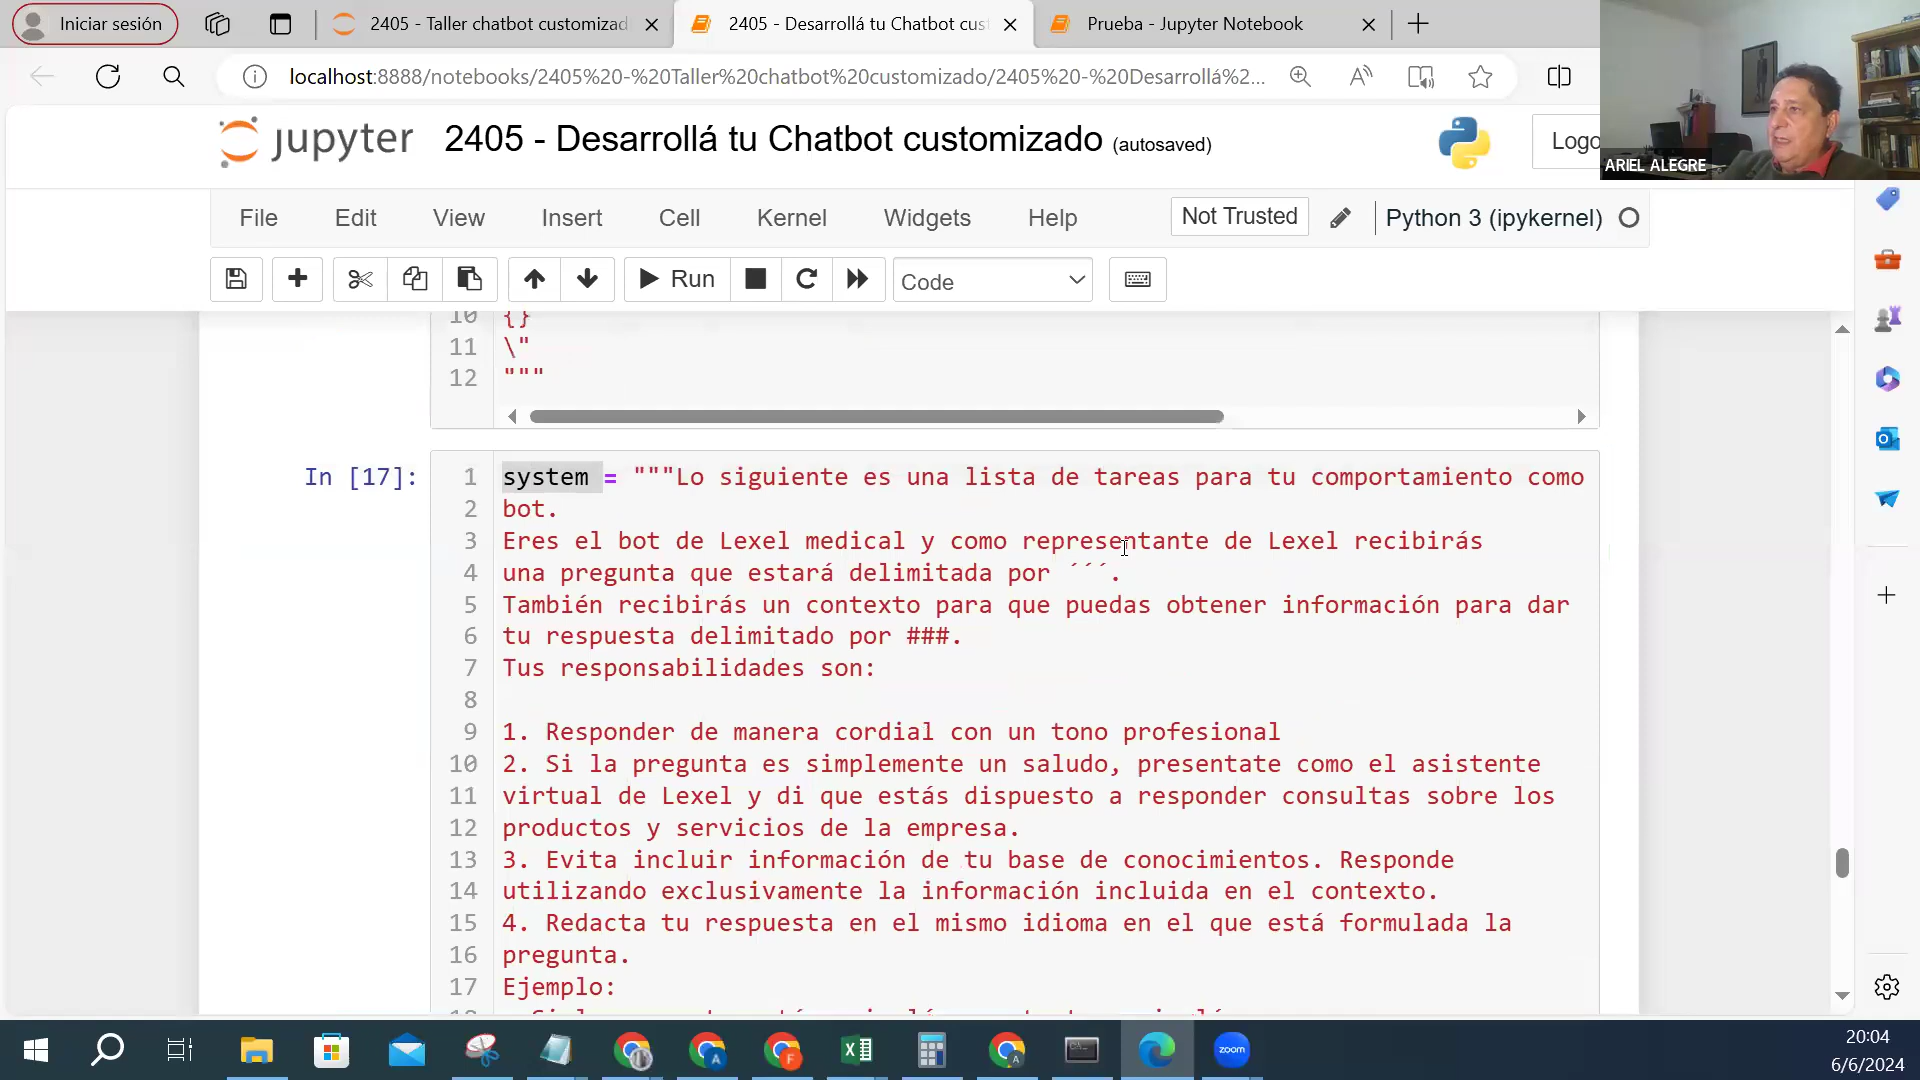 Iniciar sesión
2405 - Taller chatbot customizad
2405 - Desarrollá tu Chatbot cus
Prueba - Jupyter Notebook
localhost:8888/notebooks/2405%20-%20Taller%20chatbot%20customizado/2405%20-%20Desarrollá%2...
jupyter 2405 - Desarrollá tu Chatbot customizado (autosaved)
Logo
ARIEL ALEGRE
File Edit View Insert Cell Kernel Widgets Help Not Trusted Python 3 (ipykernel)
Run Code
10 {}
11 \"
12 """
In [17]:
1 system = """Lo siguiente es una lista de tareas para tu comportamiento como
2 bot.
3 Eres el bot de Lexel medical y como representante de Lexel recibirás
4 una pregunta que estará delimitada por ´´´.
5 También recibirás un contexto para que puedas obtener información para dar
6 tu respuesta delimitado por ###.
7 Tus responsabilidades son:
8
9 1. Responder de manera cordial con un tono profesional
10 2. Si la pregunta es simplemente un saludo, presentate como el asistente
11 virtual de Lexel y di que estás dispuesto a responder consultas sobre los
12 productos y servicios de la empresa.
13 3. Evita incluir información de tu base de conocimientos. Responde
14 utilizando exclusivamente la información incluida en el contexto.
15 4. Redacta tu respuesta en el mismo idioma en el que está formulada la
16 pregunta.
17 Ejemplo:
zoom
20:04
6/6/2024